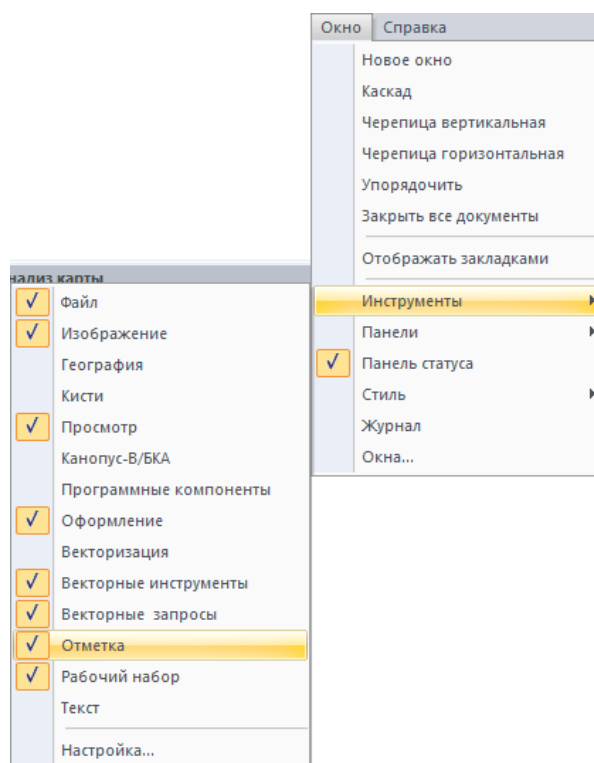 Окно Справка
Новое окно
Каскад
Черепица вертикальная
Черепица горизонтальная
Упорядочить
Закрыть все документы
Отображать закладками
Инструменты
Панели
Панель статуса
Стиль
Журнал
Окна...
нализ карты
Файл
Изображение
География
Кисти
Просмотр
Канопус-В/БКА
Программные компоненты
Оформление
Векторизация
Векторные инструменты
Векторные запросы
Отметка
Рабочий набор
Текст
Настройка...